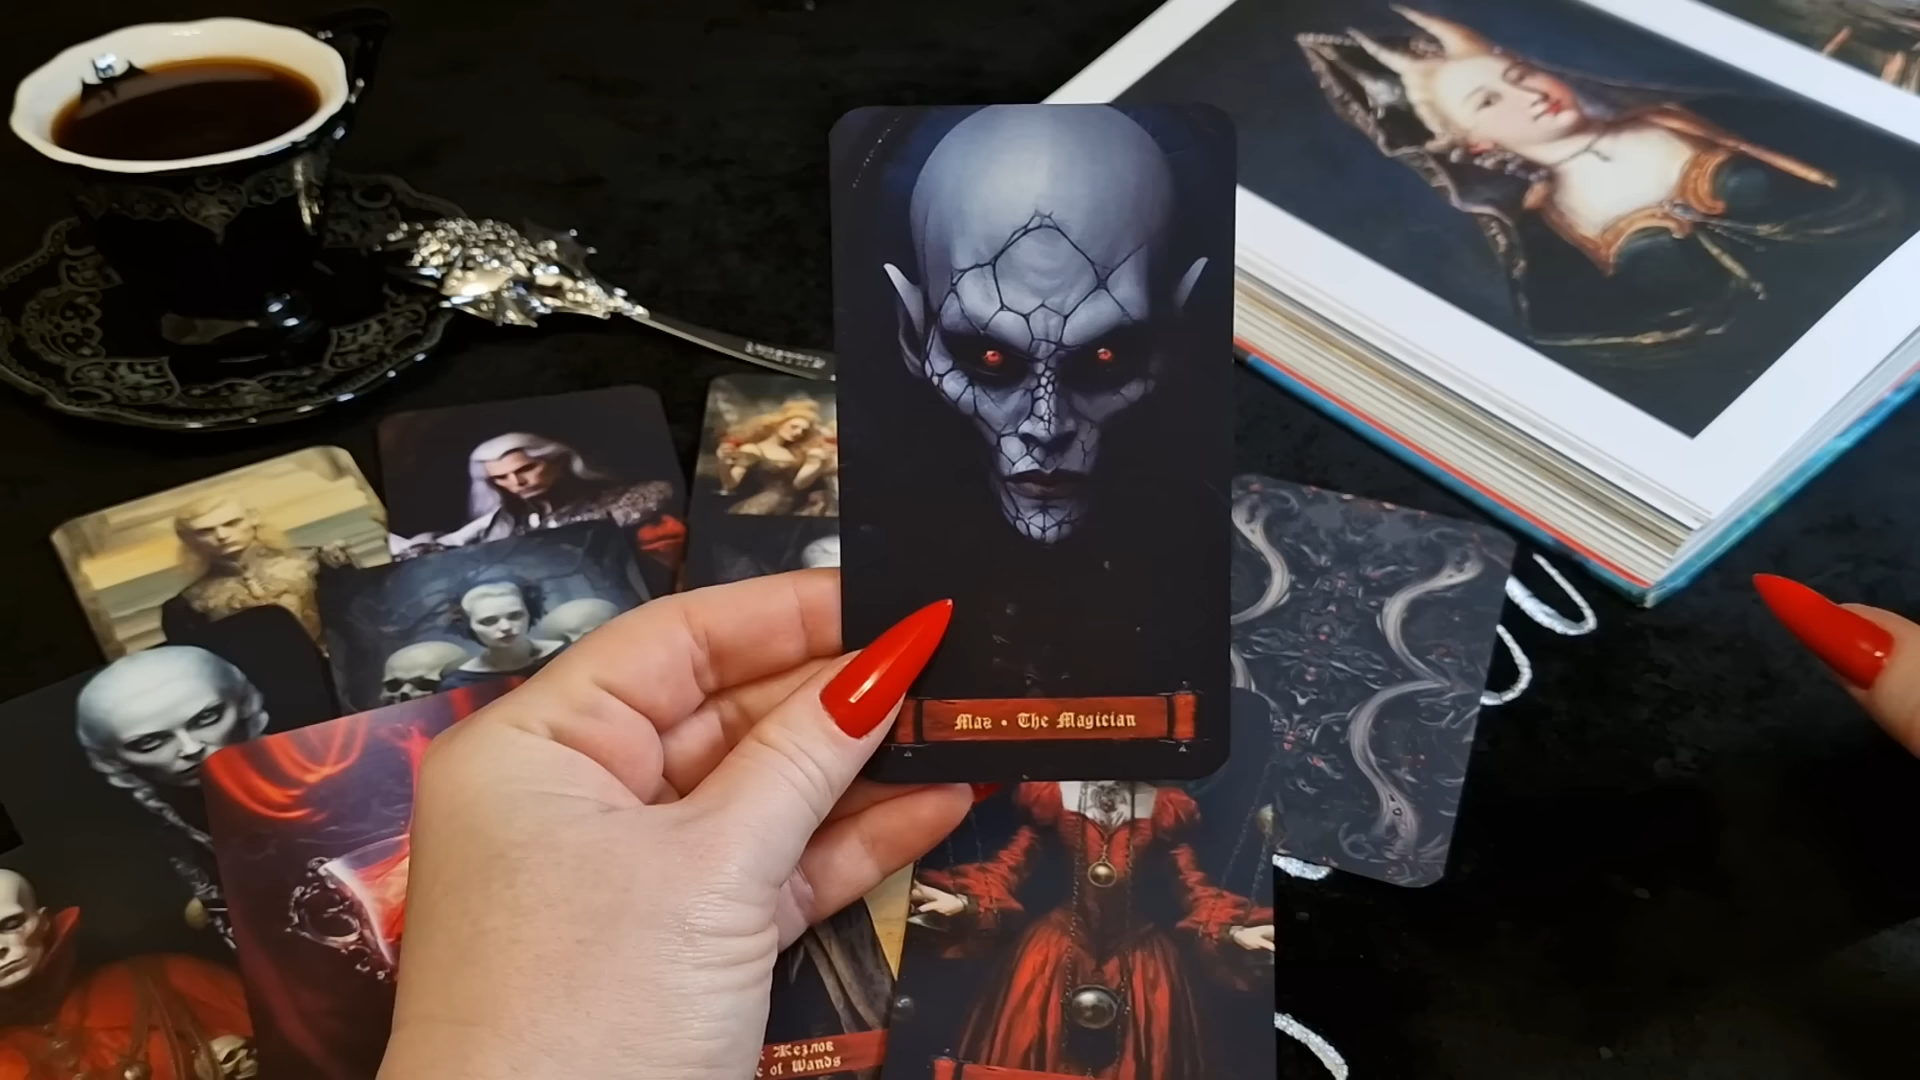 Маг • The Magician
Жезлов
of Wands